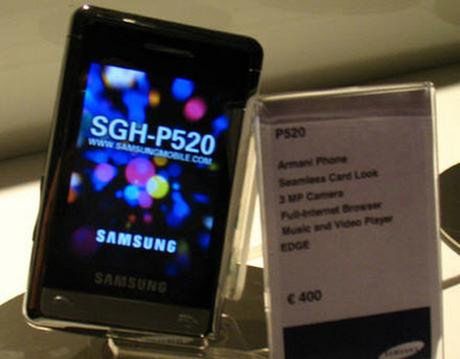 SGH-P520
WWW.SAMSUNGMOBILE.COM
SAMSUNG
SAMSUNG
P520
Armani Phone
Seamless Card Look
3 MP Camera
Full-Internet Browser
Music and Video Player
EDGE
€ 400
SAMSUNG